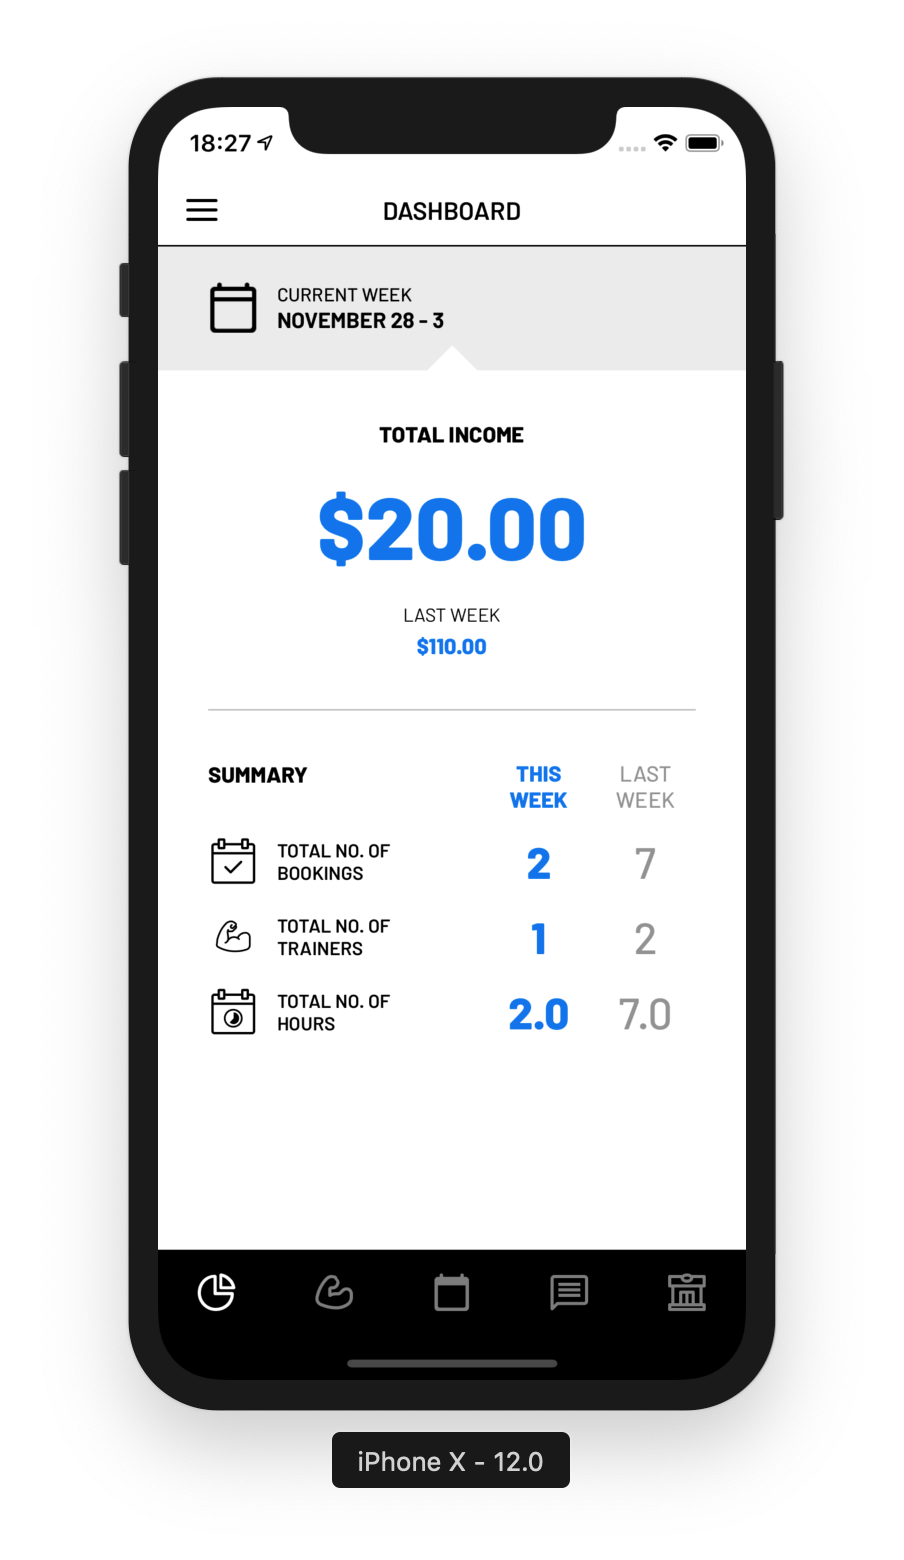 18:27
DASHBOARD
CURRENT WEEK
NOVEMBER 28 - 3
TOTAL INCOME
$20.00
LAST WEEK
$110.00
SUMMARY
THIS
WEEK
LAST
WEEK
TOTAL NO. OF
BOOKINGS
2
7
TOTAL NO. OF
TRAINERS
1
2
TOTAL NO. OF
HOURS
2.0
7.0
iPhone X - 12.0